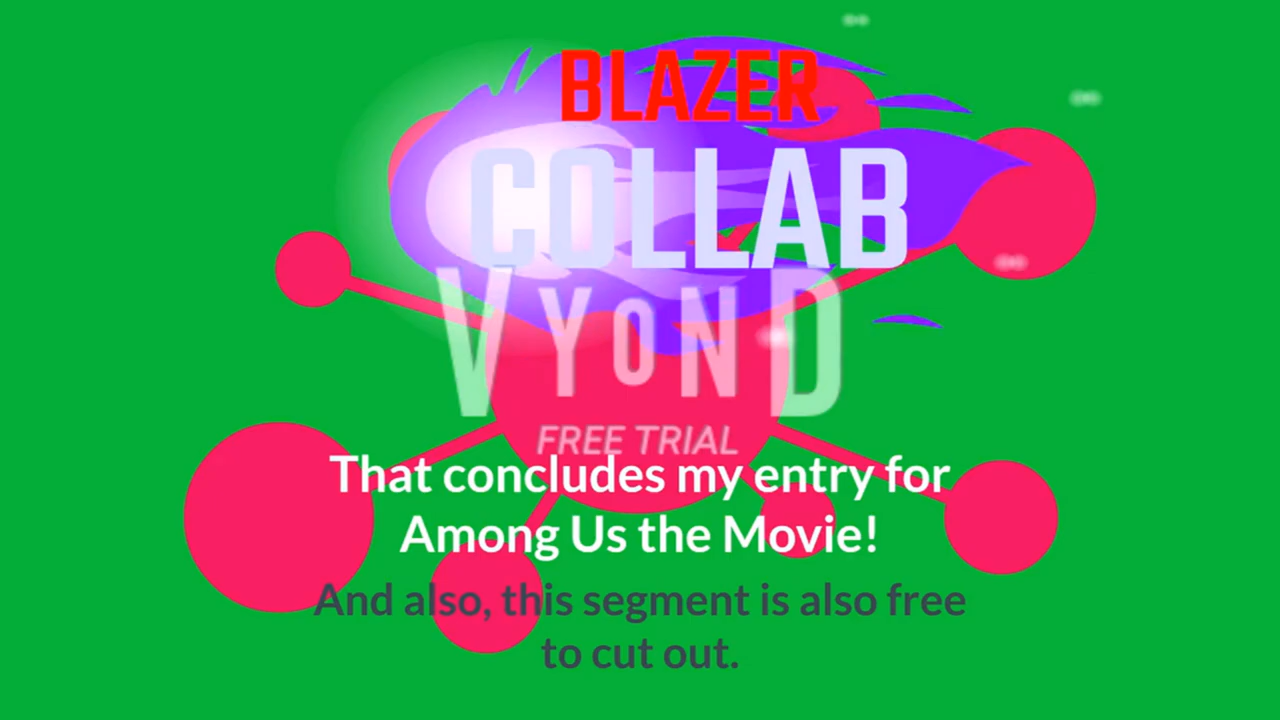 BLAZER
COLLAB
VYOND
FREE TRIAL
That concludes my entry for
Among Us the Movie!
And also, this segment is also free
to cut out.